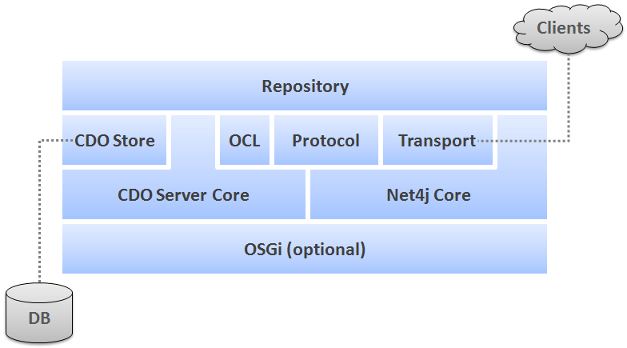 Clients
Repository
CDO Store
OCL
Protocol
Transport
CDO Server Core
Net4j Core
OSGi (optional)
DB